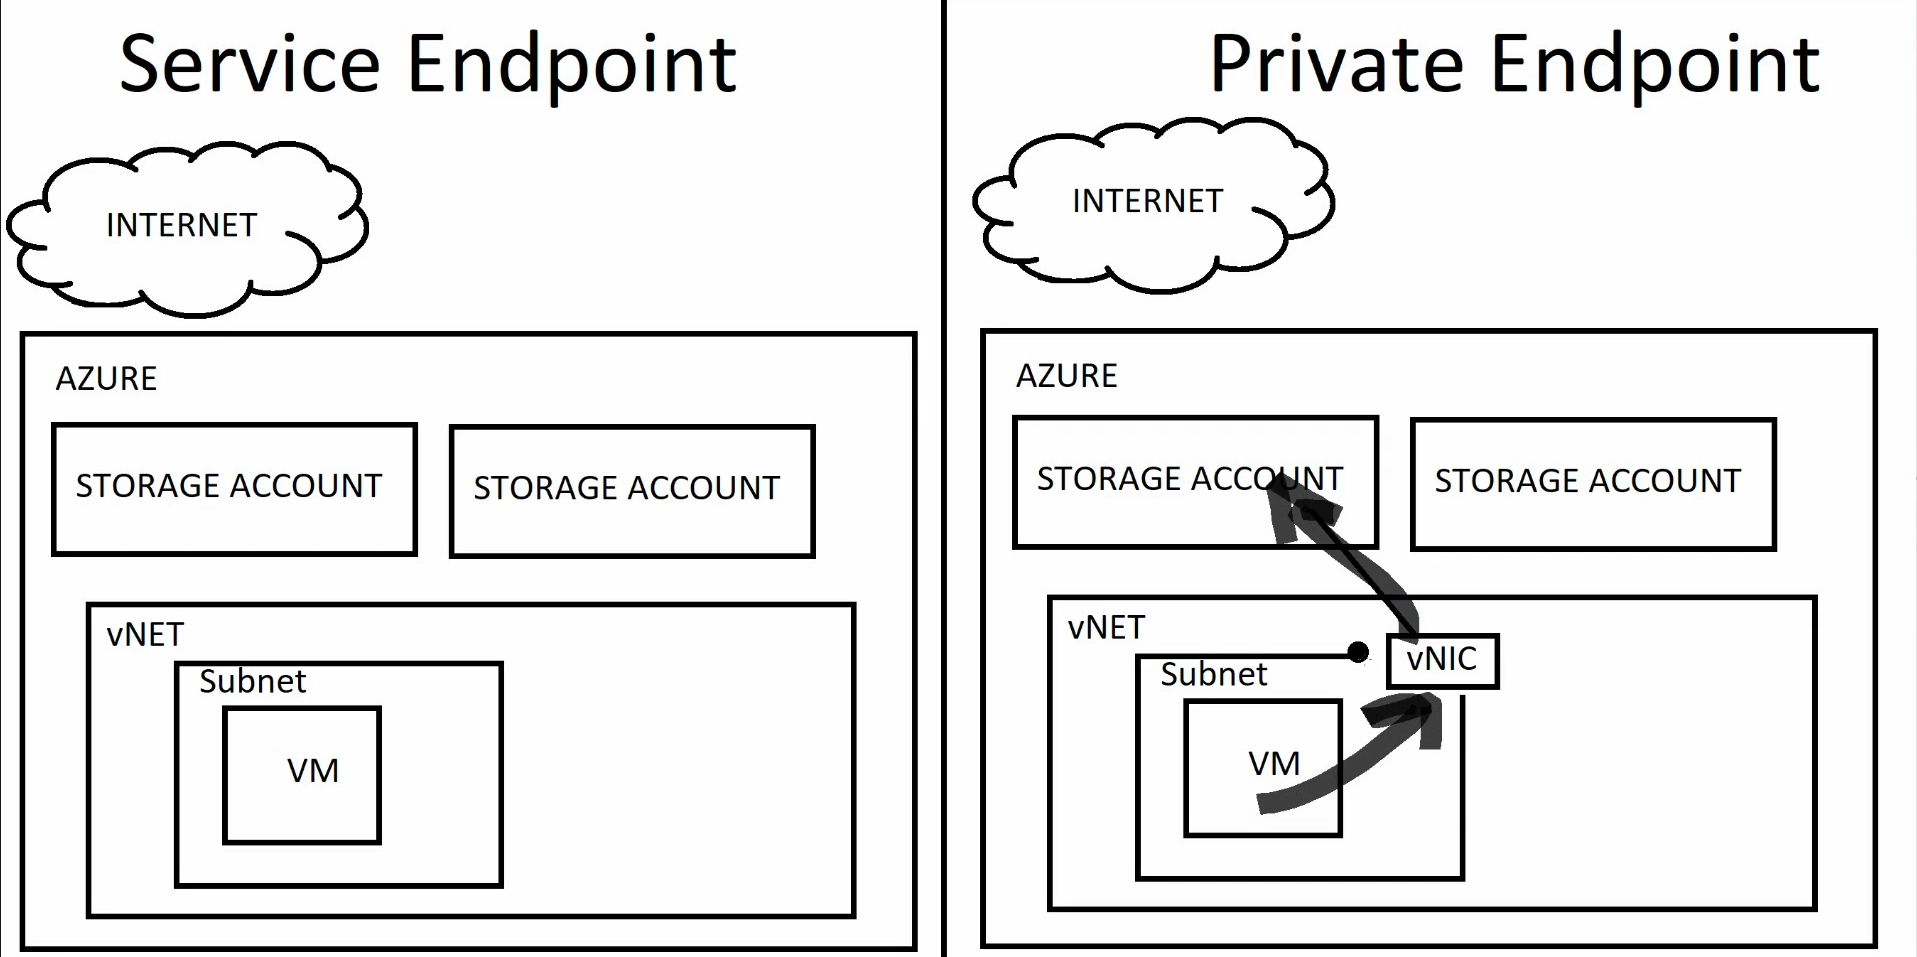 Service Endpoint
INTERNET
AZURE
STORAGE ACCOUNT
STORAGE ACCOUNT
vNET
Subnet
VM
Private Endpoint
INTERNET
AZURE
STORAGE ACCOUNT
STORAGE ACCOUNT
vNET
vNIC
Subnet
VM